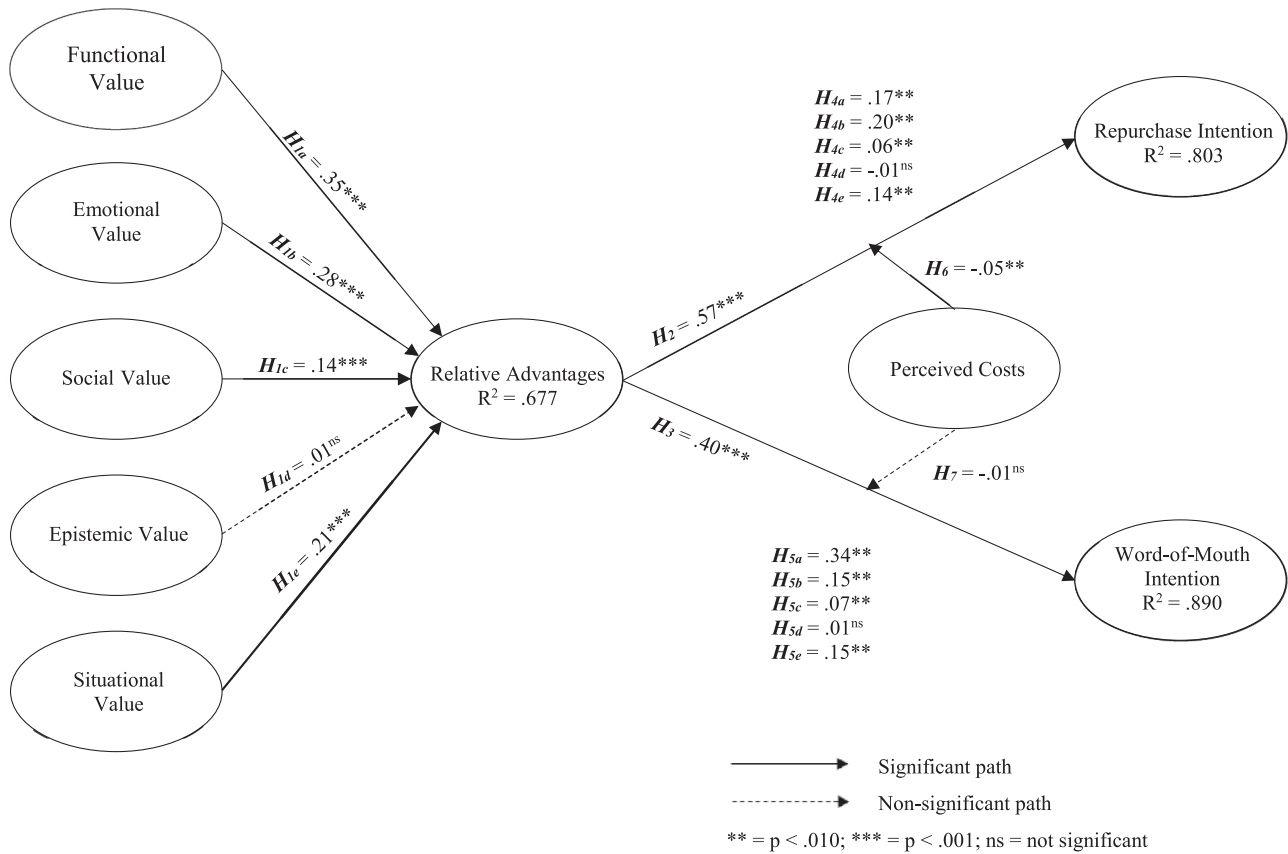 Functional
Value
Emotional
Value
Social Value
Epistemic Value
Situational
Value
H1a = .35***
H1b = .28***
H1c = .14***
H1d = .01ns
H1e = .21***
Relative Advantages
R² = .677
H2 = .57***
H3 = .40***
H4a = .17**
H4b = .20**
H4c = .06**
H4d = -.01ns
H4e = .14**
Repurchase Intention
R² = .803
H6 = -.05**
Perceived Costs
H7 = -.01ns
H5a = .34**
H5b = .15**
H5c = .07**
H5d = .01ns
H5e = .15**
Word-of-Mouth
Intention
R² = .890
Significant path
Non-significant path
** = p < .010; *** = p < .001; ns = not significant